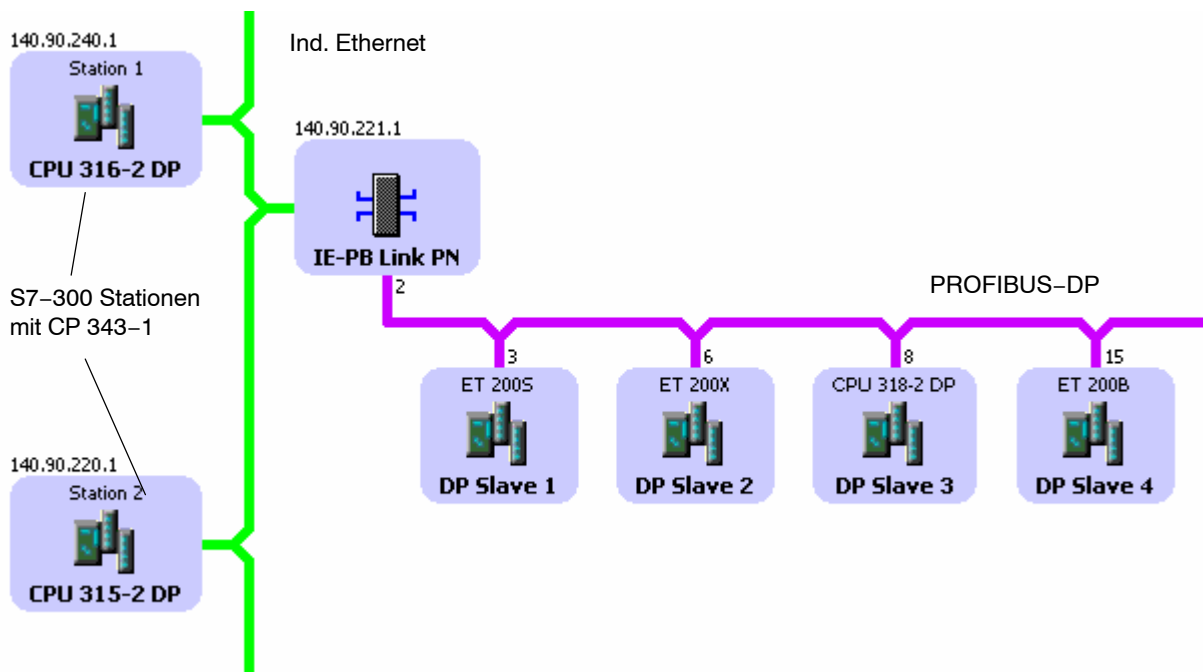 140.90.240.1
Station 1
CPU 316-2 DP
Ind. Ethernet
140.90.221.1
IE-PB Link PN
2
S7–300 Stationen
mit CP 343–1
PROFIBUS–DP
3
ET 200S
DP Slave 1
6
ET 200X
DP Slave 2
8
CPU 318-2 DP
DP Slave 3
15
ET 200B
DP Slave 4
140.90.220.1
Station 2
CPU 315-2 DP